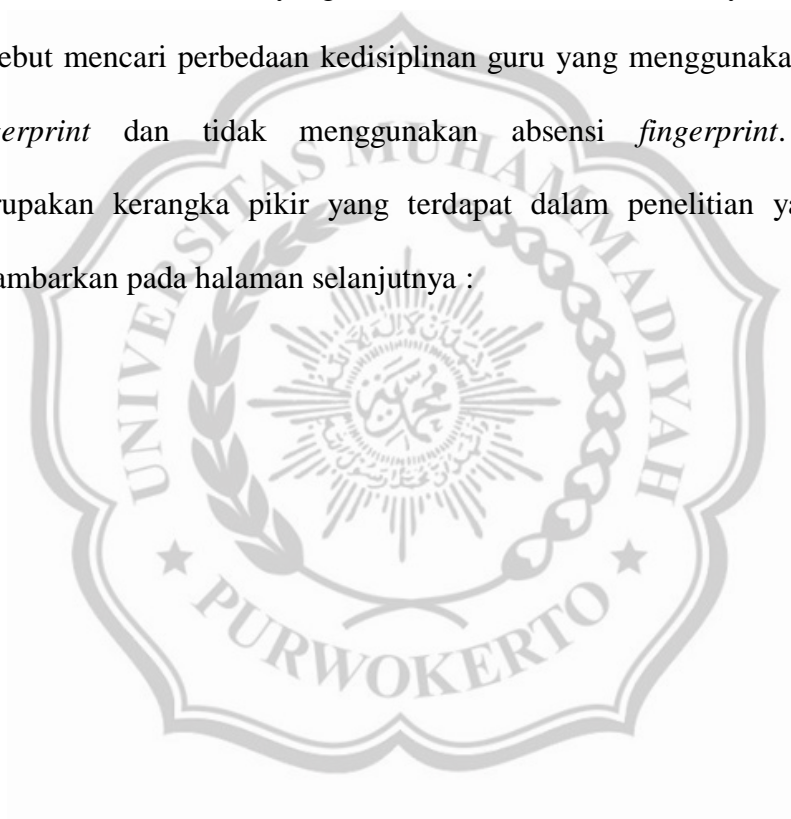 ebut mencari perbedaan kedisiplinan guru yang menggunaka
erprint dan tidak menggunakan absensi fingerprint.
rupakan kerangka pikir yang terdapat dalam penelitian ya
ambarkan pada halaman selanjutnya :
UNIVERSITAS MUHAMMADIYAH
PURWOKERTO